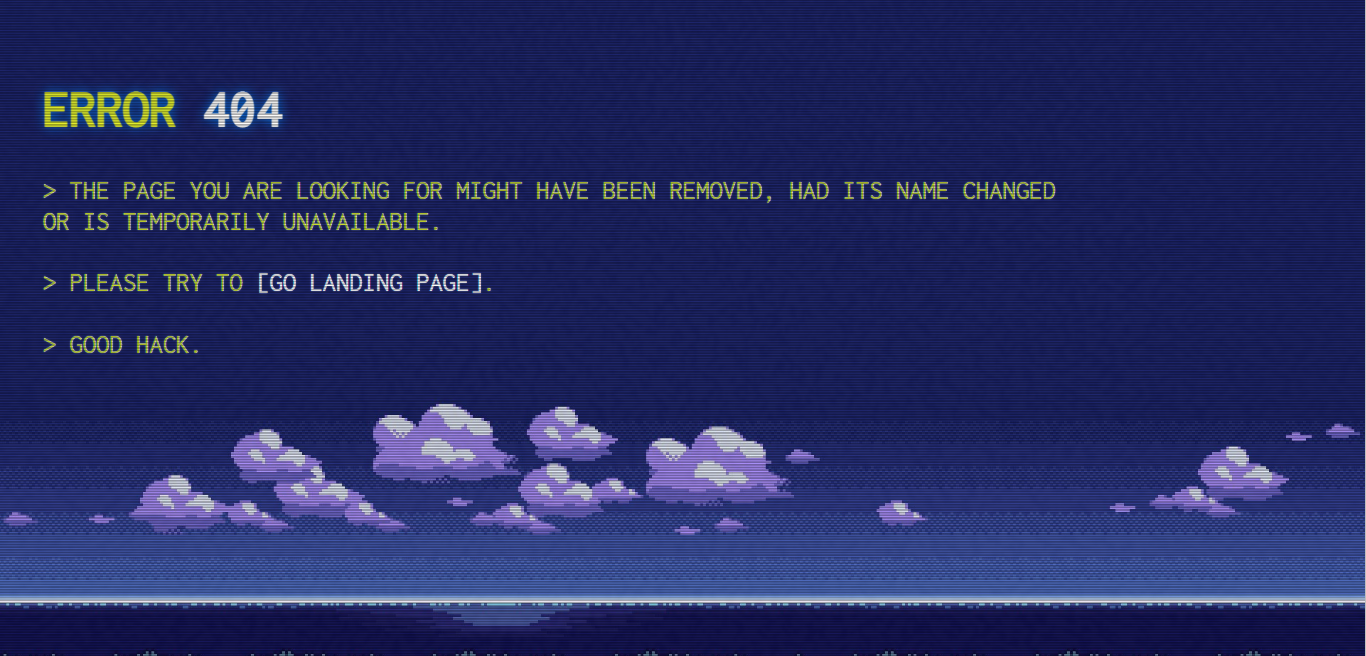 ERROR 404
> THE PAGE YOU ARE LOOKING FOR MIGHT HAVE BEEN REMOVED, HAD ITS NAME CHANGED
OR IS TEMPORARILY UNAVAILABLE.
> PLEASE TRY TO [GO LANDING PAGE].
> GOOD HACK.